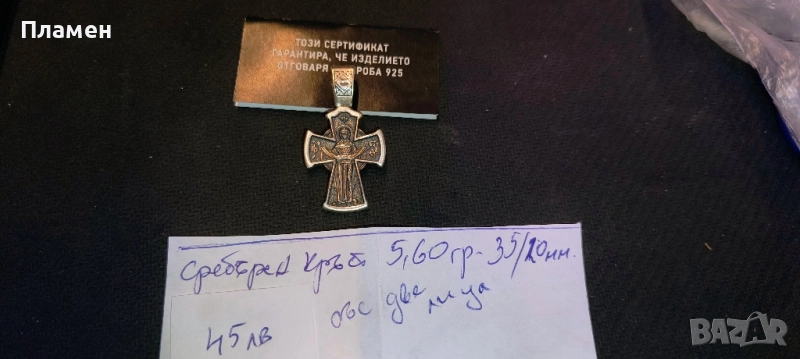 Пламен
ТОЗИ СЕРТИФИКАТ
ГАРАНТИРА, ЧЕ ИЗДЕЛИЕТО
ОТГОВАРЯ РОБА 925
Сребърен Кръст 5,60гр - 35/20мм.
със две лица
45лв
BAZAR